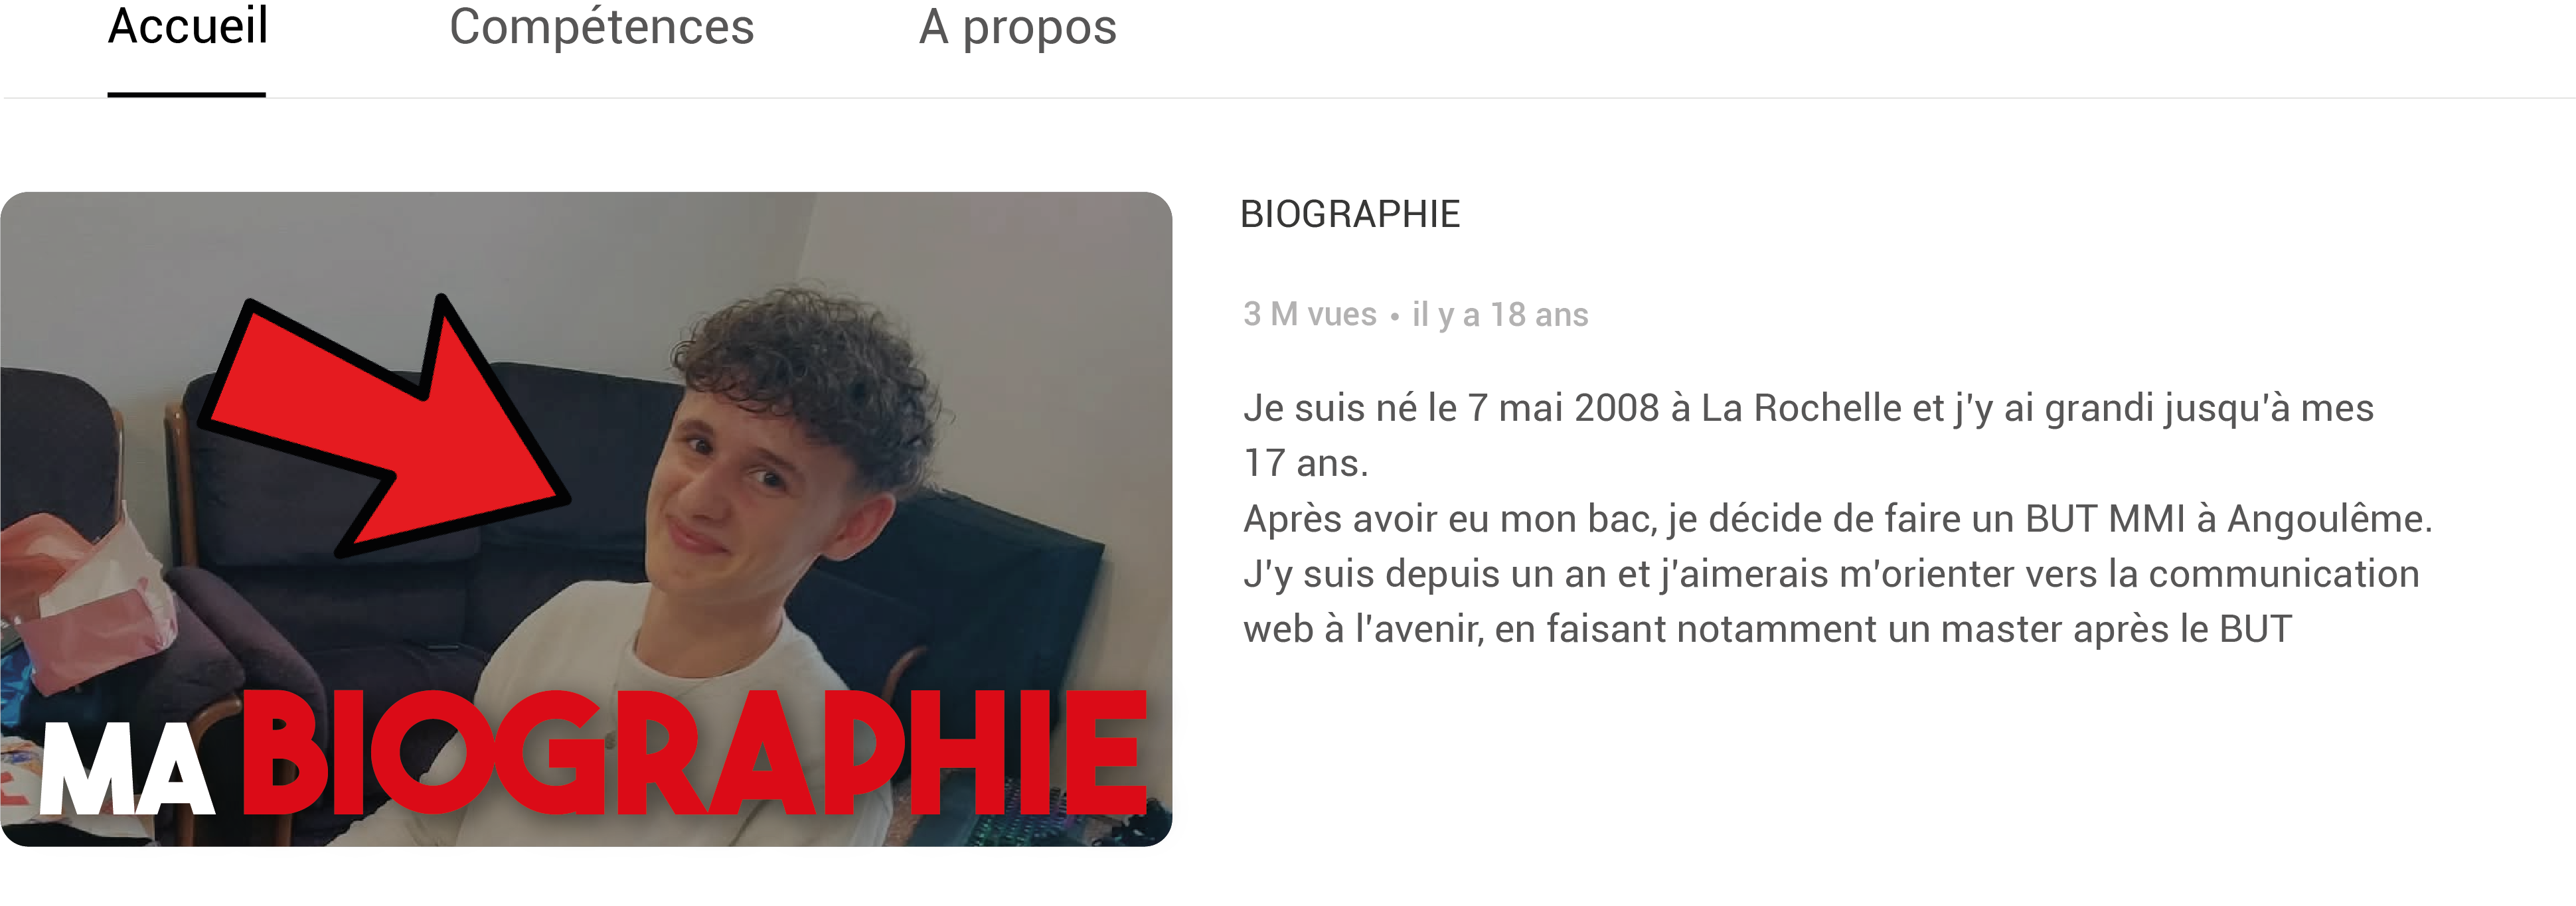 Accueil Compétences A propos
BIOGRAPHIE
3 M vues • il y a 18 ans
Je suis né le 7 mai 2008 à La Rochelle et j'y ai grandi jusqu'à mes
17 ans.
Après avoir eu mon bac, je décide de faire un BUT MMI à Angoulême.
J'y suis depuis un an et j'aimerais m'orienter vers la communication
web à l'avenir, en faisant notamment un master après le BUT
MA BIOGRAPHIE